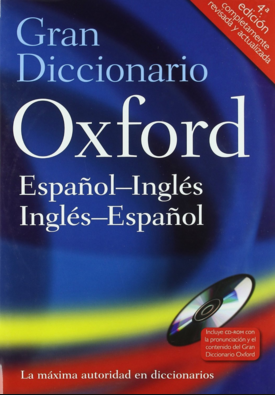 4ª
edición
completamente
revisada y actualizada
Gran
Diccionario
Oxford
Español–Inglés
Inglés–Español
Incluye CD-ROM con
la pronunciación y el
contenido del Gran
Diccionario Oxford
La máxima autoridad en diccionarios